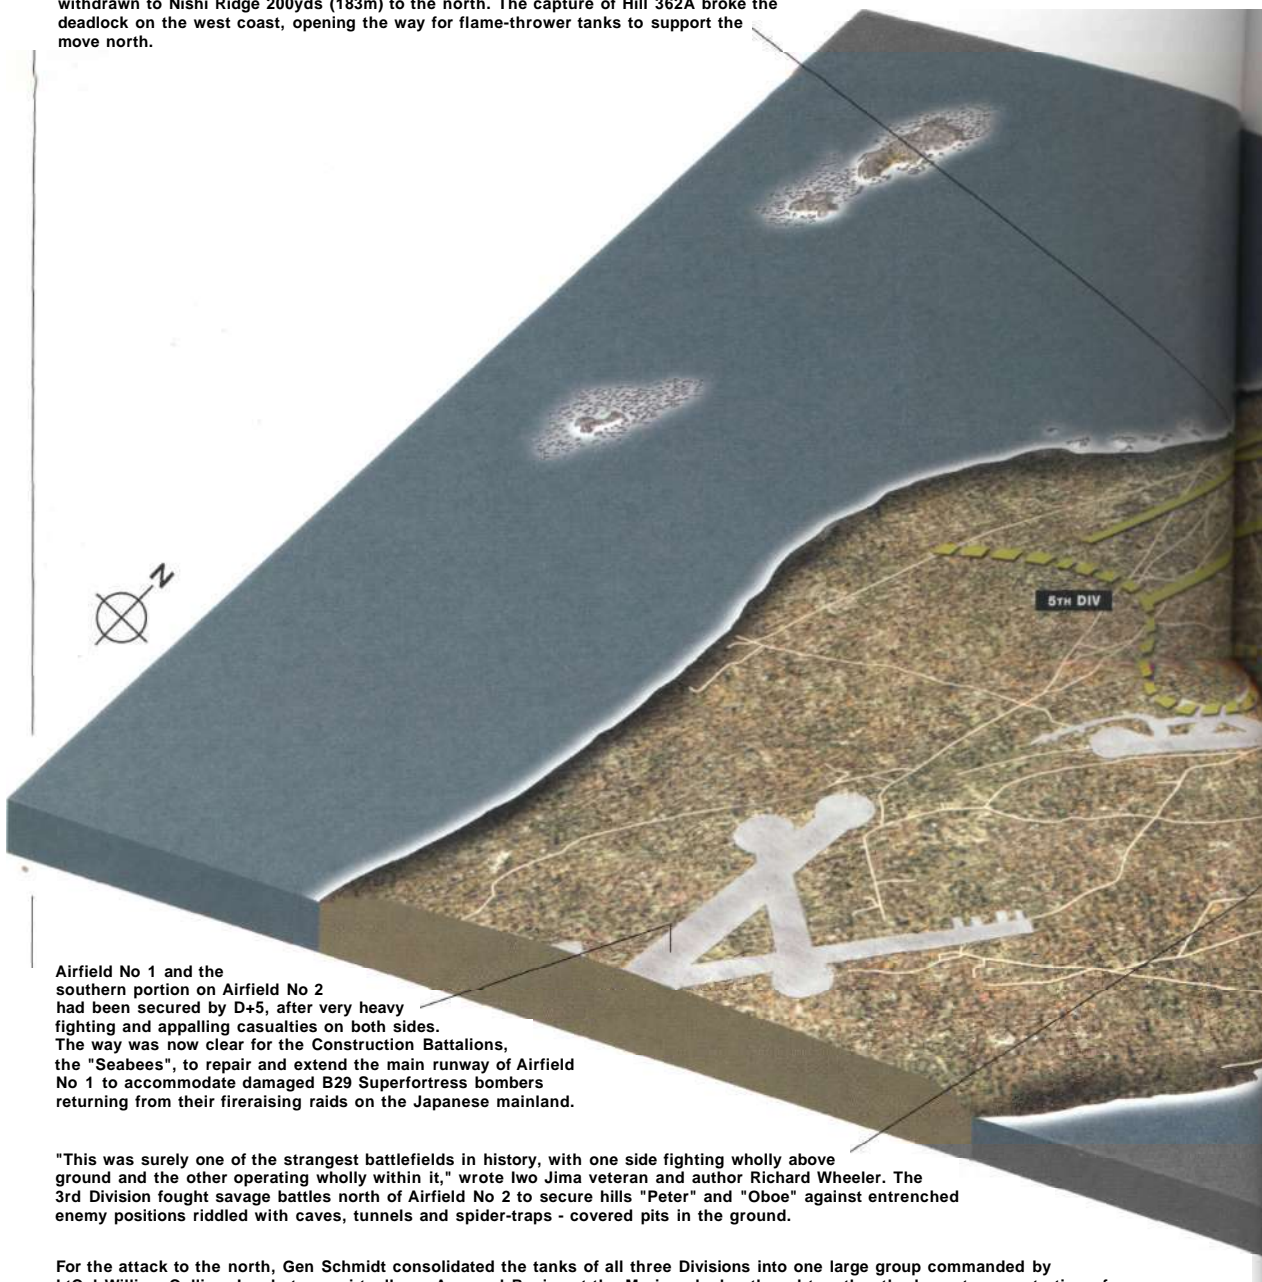 withdrawn to Nishi Ridge 200yds (183m) to the north. The capture of Hill 362A broke the
deadlock on the west coast, opening the way for flame-thrower tanks to support the
move north.
N
5TH DIV
Airfield No 1 and the
southern portion on Airfield No 2
had been secured by D+5, after very heavy
fighting and appalling casualties on both sides.
The way was now clear for the Construction Battalions,
the "Seabees", to repair and extend the main runway of Airfield
No 1 to accommodate damaged B29 Superfortress bombers
returning from their fireraising raids on the Japanese mainland.
"This was surely one of the strangest battlefields in history, with one side fighting wholly above
ground and the other operating wholly within it," wrote Iwo Jima veteran and author Richard Wheeler. The
3rd Division fought savage battles north of Airfield No 2 to secure hills "Peter" and "Oboe" against entrenched
enemy positions riddled with caves, tunnels and spider-traps - covered pits in the ground.
For the attack to the north, Gen Schmidt consolidated the tanks of all three Divisions into one large group commanded by